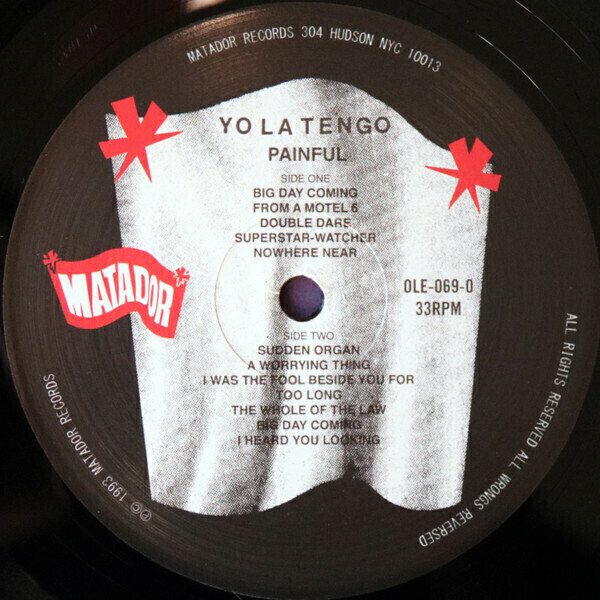 MATADOR RECORDS 304 HUDSON NYC 10013
YO LA TENGO
PAINFUL
SIDE ONE
BIG DAY COMING
FROM A MOTEL 6
DOUBLE DARE
SUPERSTAR-WATCHER
NOWHERE NEAR
MATADOR
OLE-069-0
33RPM
SIDE TWO
SUDDEN ORGAN
A WORRYING THING
I WAS THE FOOL BESIDE YOU FOR
TOO LONG
THE WHOLE OF THE LAW
BIG DAY COMING
I HEARD YOU LOOKING
℗© 1993 MATADOR RECORDS
ALL RIGHTS RESERVED ALL WRONGS REVERSED